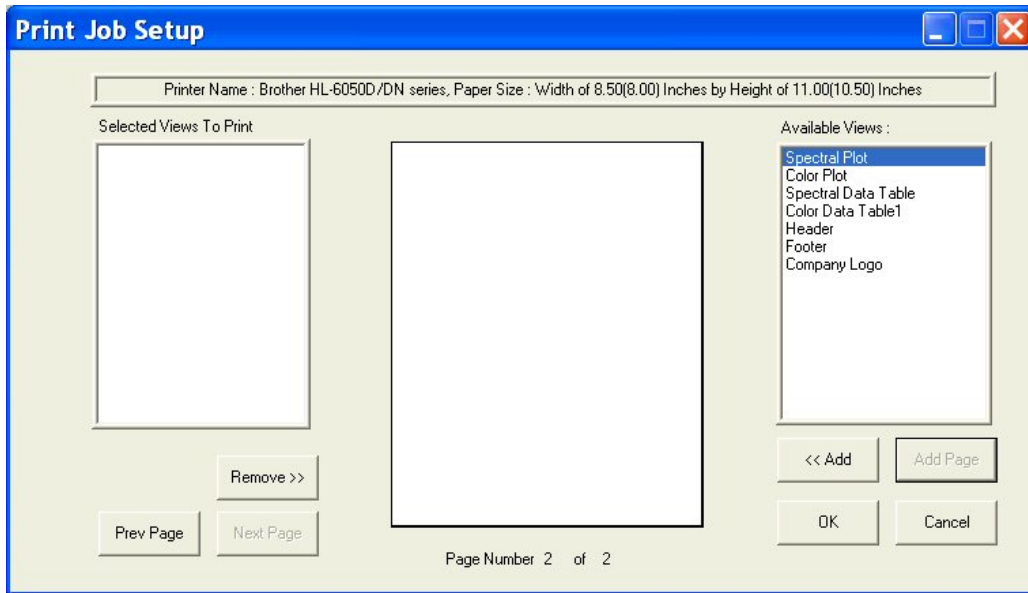 Print Job Setup
Printer Name : Brother HL-6050D/DN series, Paper Size : Width of 8.50(8.00) Inches by Height of 11.00(10.50) Inches
Selected Views To Print
Available Views :
Spectral Plot
Color Plot
Spectral Data Table
Color Data Table1
Header
Footer
Company Logo
<< Add
Add Page
Remove >>
Prev Page
Next Page
OK
Cancel
Page Number 2 of 2